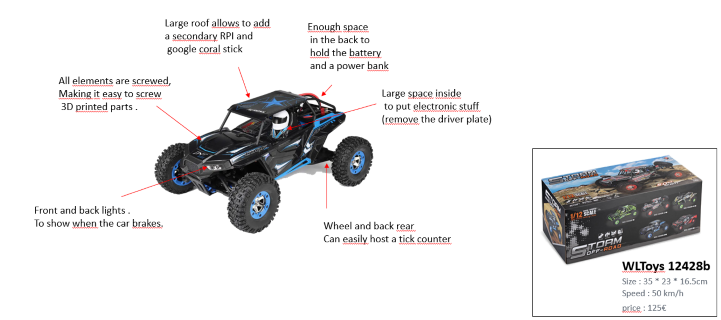 Large roof allows to add
a secondary RPI and
google coral stick
Enough space
in the back to
hold the battery
and a power bank
All elements are screwed,
Making it easy to screw
3D printed parts .
Large space inside
to put electronic stuff
(remove the driver plate)
Front and back lights .
To show when the car brakes.
Wheel and back rear
Can easily host a tick counter
1/12 SCALE
STORM
OFF-ROAD
WLToys 12428b
Size : 35 * 23 * 16.5cm
Speed : 50 km/h
price : 125€